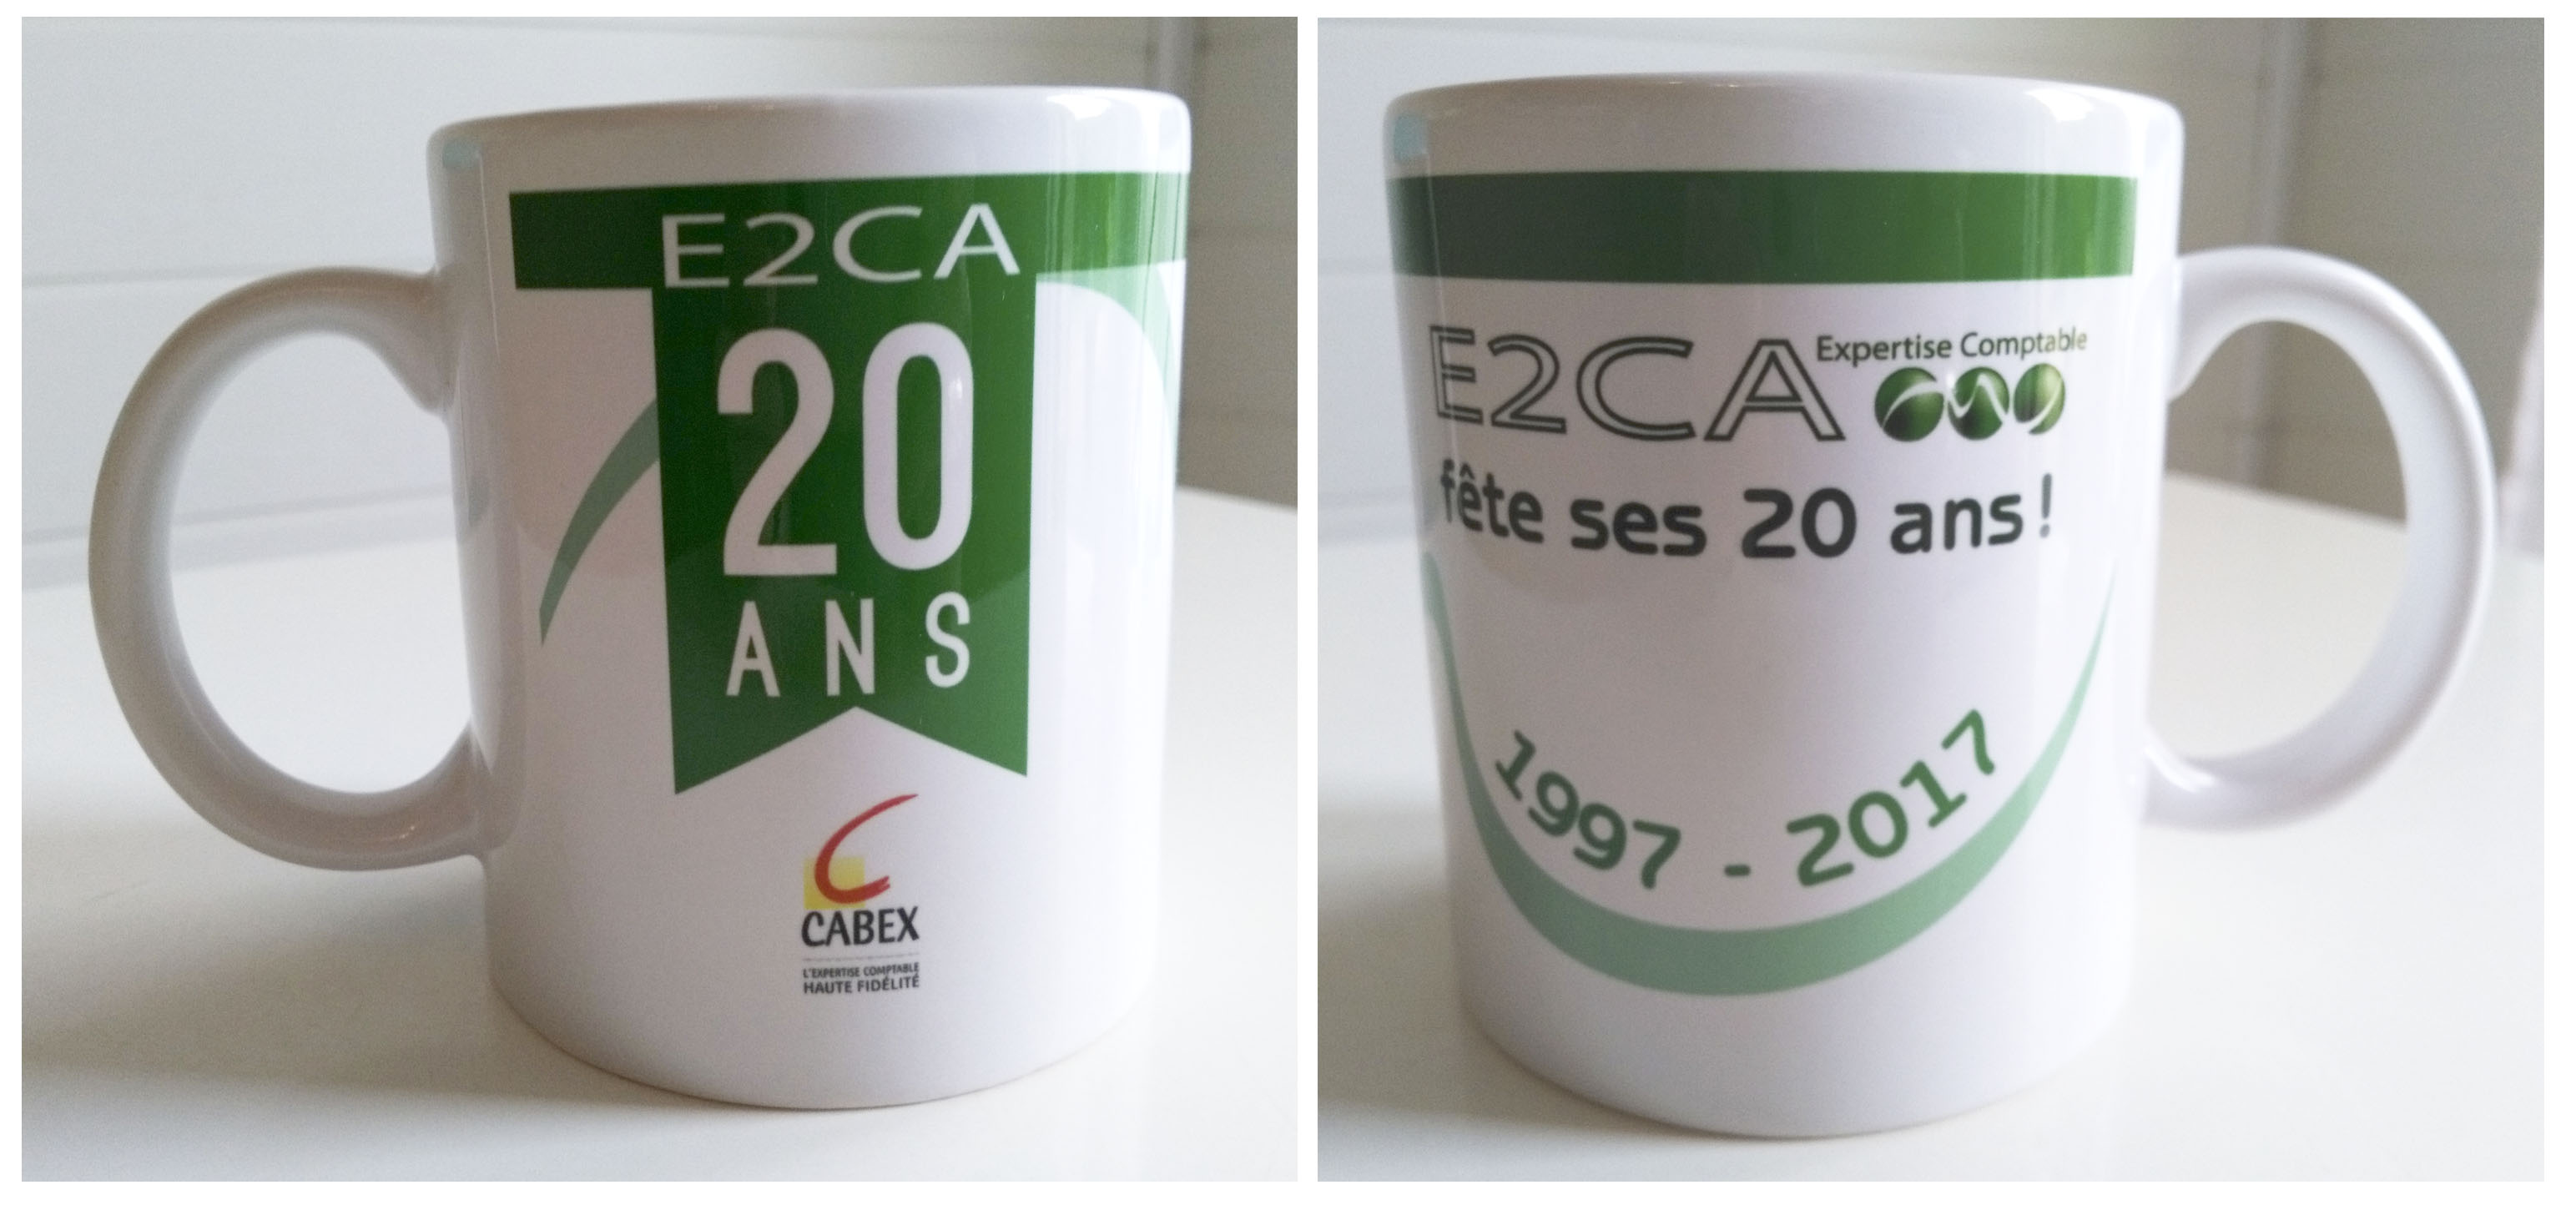 E2CA
20
ANS
CABEX
L'EXPERTISE COMPTABLE
HAUTE FIDÉLITÉ
E2CA Expertise Comptable
fête ses 20 ans !
1997 - 2017